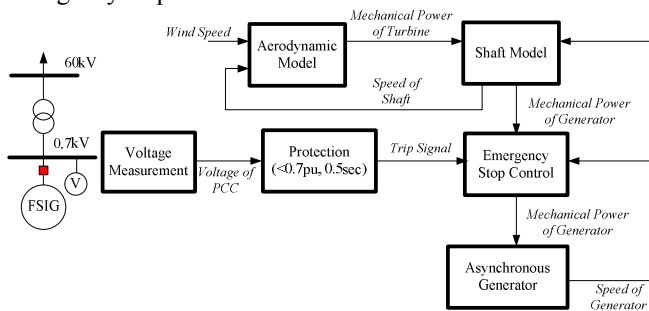 Mechanical Power
of Turbine
Wind Speed
Aerodynamic
Model
Shaft Model
60kV
Speed of
Shaft
Mechanical Power
of Generator
0.7kV
Voltage
Measurement
Voltage of
PCC
Protection
(<0.7pu, 0.5sec)
Trip Signal
Emergency
Stop Control
V
FSIG
Mechanical Power
of Generator
Asynchronous
Generator
Speed of
Generator